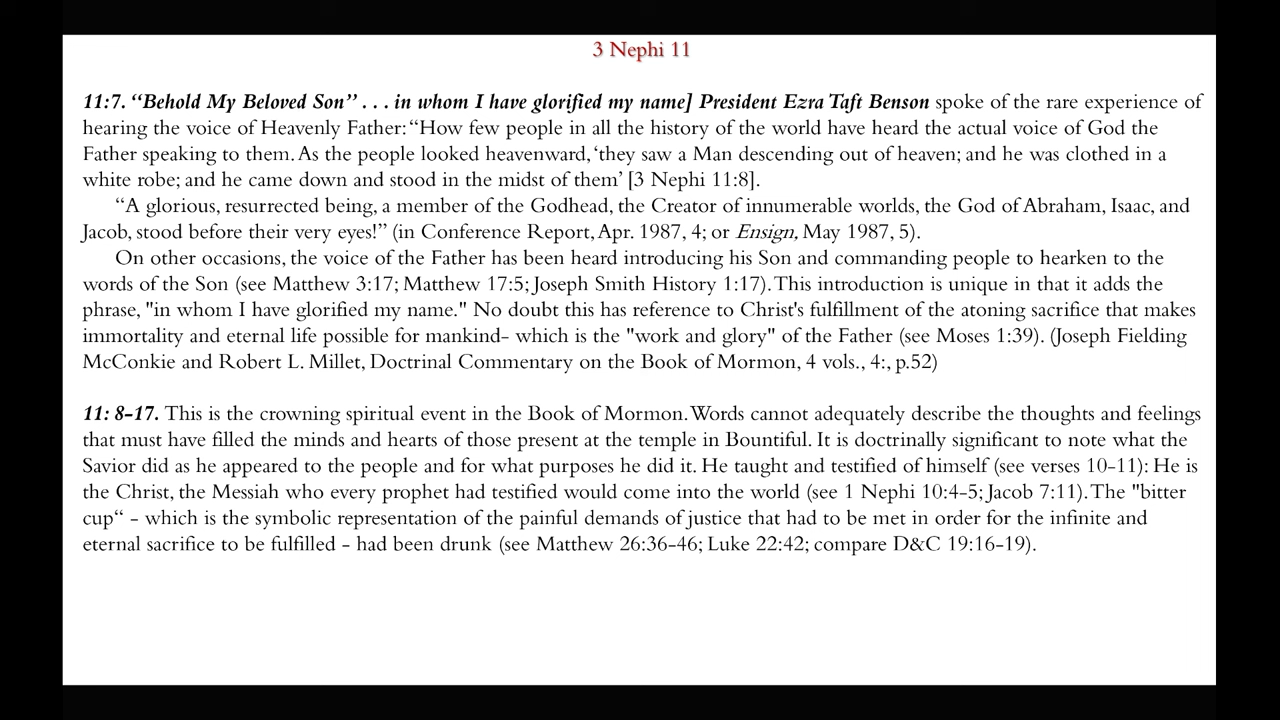 3 Nephi 11
11:7. “Behold My Beloved Son” . . . in whom I have glorified my name] President Ezra Taft Benson spoke of the rare experience of
hearing the voice of Heavenly Father: “How few people in all the history of the world have heard the actual voice of God the
Father speaking to them. As the people looked heavenward, ‘they saw a Man descending out of heaven; and he was clothed in a
white robe; and he came down and stood in the midst of them’ [3 Nephi 11:8].
“A glorious, resurrected being, a member of the Godhead, the Creator of innumerable worlds, the God of Abraham, Isaac, and
Jacob, stood before their very eyes!” (in Conference Report, Apr. 1987, 4; or Ensign, May 1987, 5).
On other occasions, the voice of the Father has been heard introducing his Son and commanding people to hearken to the
words of the Son (see Matthew 3:17; Matthew 17:5; Joseph Smith History 1:17). This introduction is unique in that it adds the
phrase, "in whom I have glorified my name." No doubt this has reference to Christ's fulfillment of the atoning sacrifice that makes
immortality and eternal life possible for mankind- which is the "work and glory" of the Father (see Moses 1:39). (Joseph Fielding
McConkie and Robert L. Millet, Doctrinal Commentary on the Book of Mormon, 4 vols., 4:, p.52)
11: 8-17. This is the crowning spiritual event in the Book of Mormon. Words cannot adequately describe the thoughts and feelings
that must have filled the minds and hearts of those present at the temple in Bountiful. It is doctrinally significant to note what the
Savior did as he appeared to the people and for what purposes he did it. He taught and testified of himself (see verses 10-11): He is
the Christ, the Messiah who every prophet had testified would come into the world (see 1 Nephi 10:4-5; Jacob 7:11). The "bitter
cup“ - which is the symbolic representation of the painful demands of justice that had to be met in order for the infinite and
eternal sacrifice to be fulfilled - had been drunk (see Matthew 26:36-46; Luke 22:42; compare D&C 19:16-19).